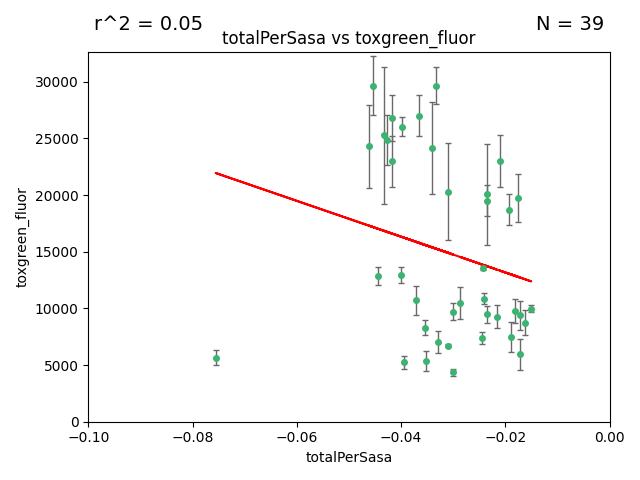 r^2 = 0.05
N = 39
totalPerSasa vs toxgreen_fluor
30000
25000
20000
15000
10000
5000
0
toxgreen_fluor
−0.10
−0.08
−0.06
−0.04
−0.02
0.00
totalPerSasa